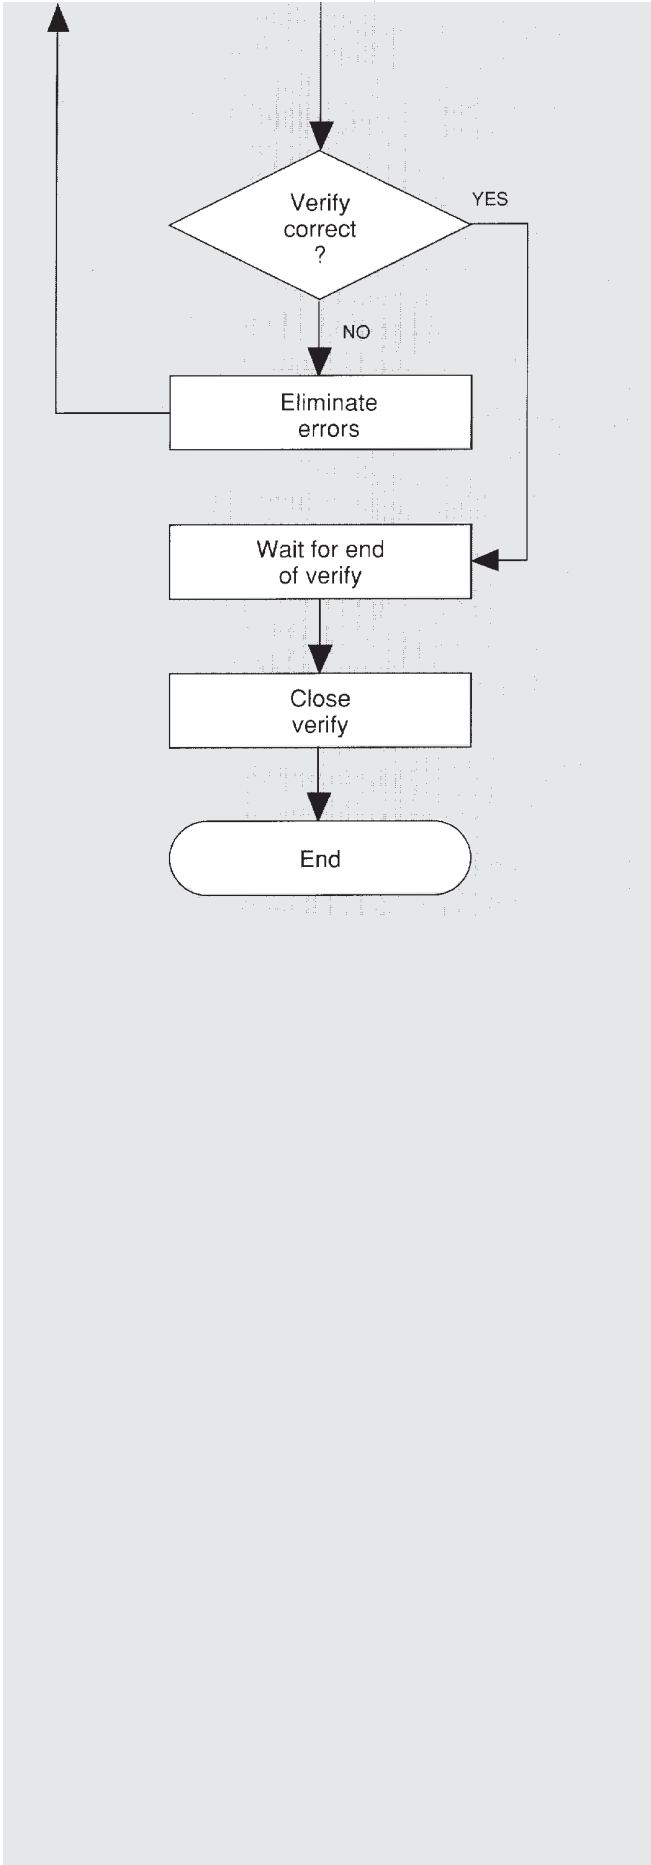 Verify
correct
?
YES
NO
Eliminate
errors
Wait for end
of verify
Close
verify
End